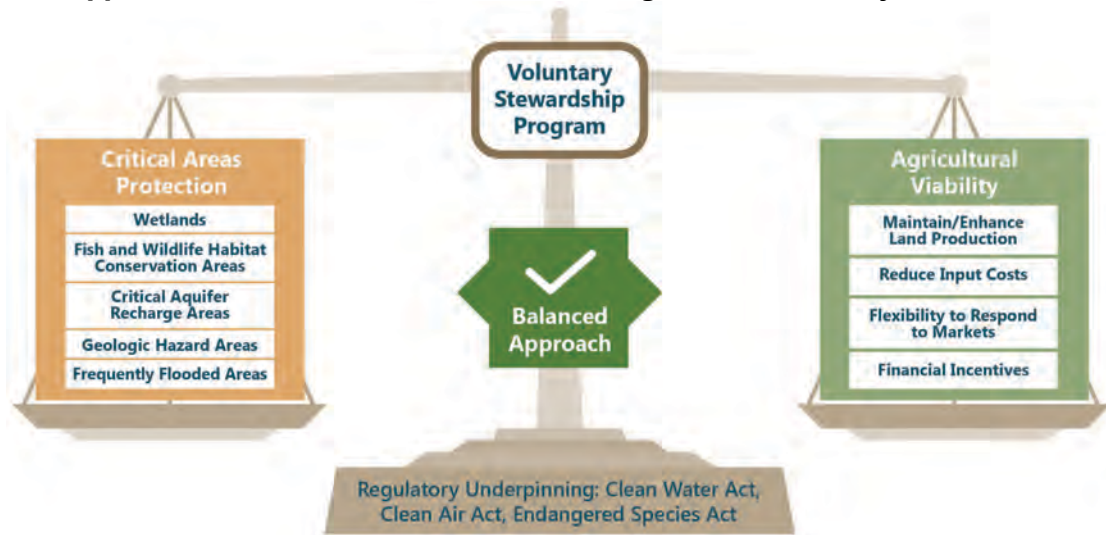 Voluntary
Stewardship
Program
Critical Areas
Protection
Wetlands
Fish and Wildlife Habitat
Conservation Areas
Critical Aquifer
Recharge Areas
Geologic Hazard Areas
Frequently Flooded Areas
Balanced
Approach
Agricultural
Viability
Maintain/Enhance
Land Production
Reduce Input Costs
Flexibility to Respond
to Markets
Financial Incentives
Regulatory Underpinning: Clean Water Act,
Clean Air Act, Endangered Species Act